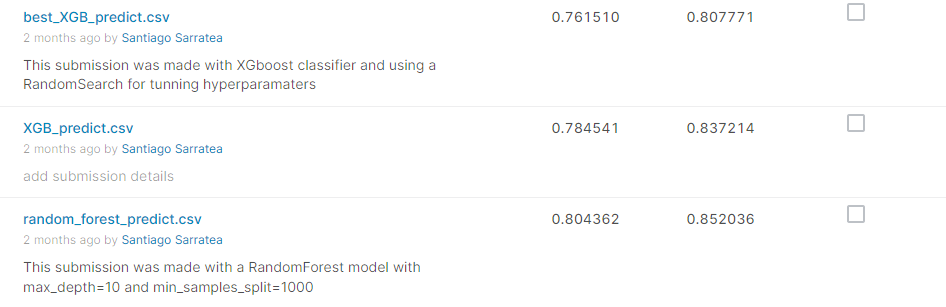 best_XGB_predict.csv 0.761510 0.807771
2 months ago by Santiago Sarratea
This submission was made with XGboost classifier and using a
RandomSearch for tunning hyperparamaters
XGB_predict.csv 0.784541 0.837214
2 months ago by Santiago Sarratea
add submission details
random_forest_predict.csv 0.804362 0.852036
2 months ago by Santiago Sarratea
This submission was made with a RandomForest model with
max_depth=10 and min_samples_split=1000